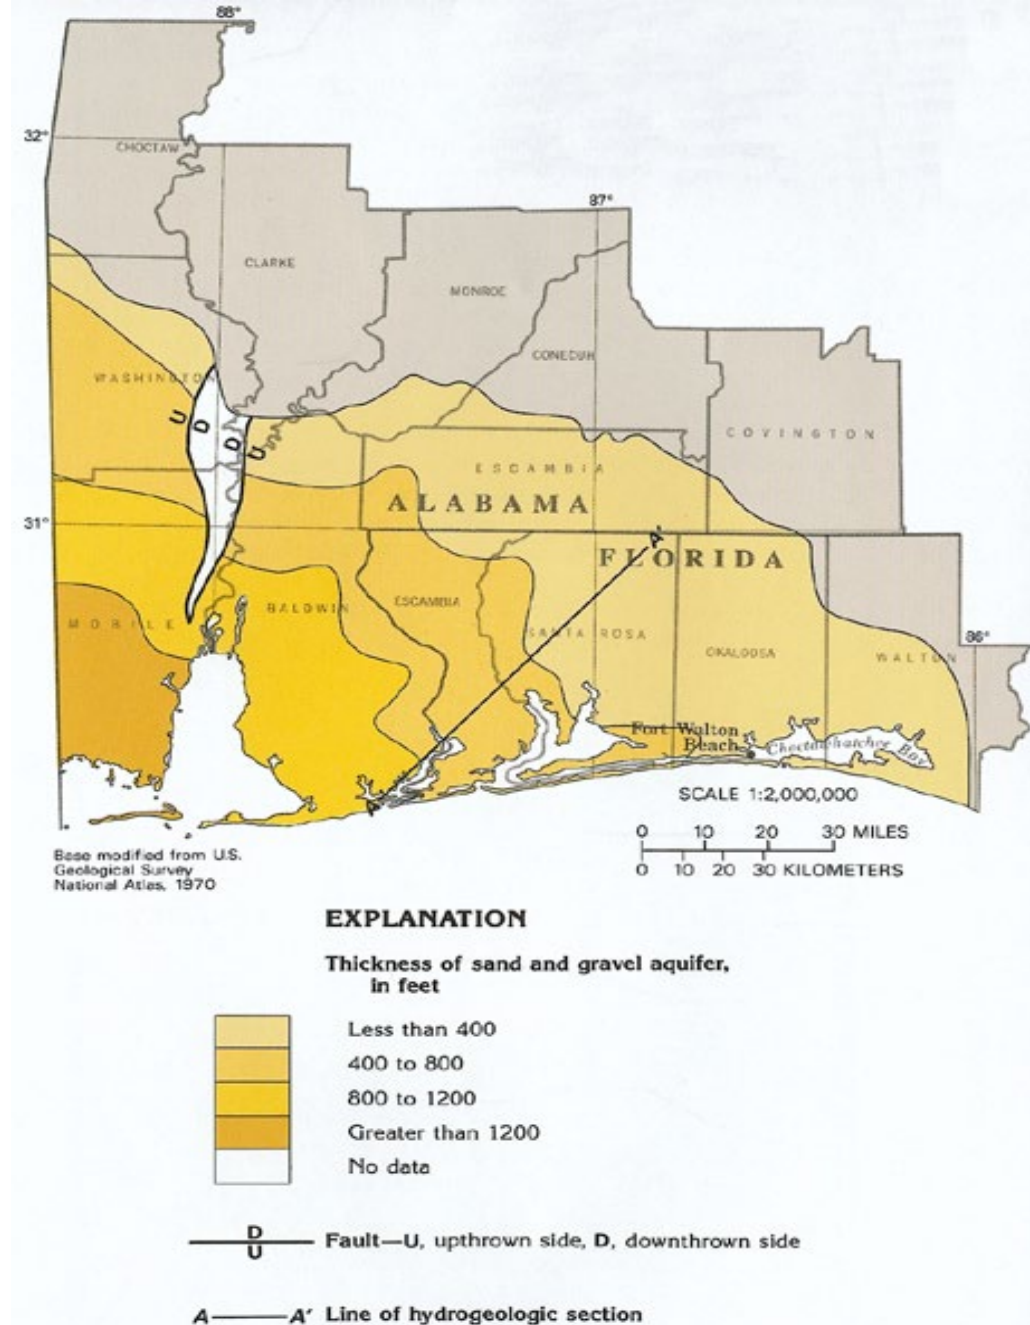 88°
32°
CHOCTAW
87°
CLARKE
MONROE
CONECUH
WASHINGTON
U
D
D
U
COVINGTON
ESCAMBIA
ALABAMA
31°
A'
FLORIDA
ESCAMBIA
BALDWIN
MOBILE
SANTA ROSA
OKALOOSA
WALTON
86°
Fort Walton
Beach
Choctawhatchee Bay
A
SCALE 1:2,000,000
0 10 20 30 MILES
0 10 20 30 KILOMETERS
Base modified from U.S.
Geological Survey
National Atlas, 1970
EXPLANATION
Thickness of sand and gravel aquifer,
in feet
Less than 400
400 to 800
800 to 1200
Greater than 1200
No data
D
U
Fault—U, upthrown side, D, downthrown side
A A' Line of hydrogeologic section